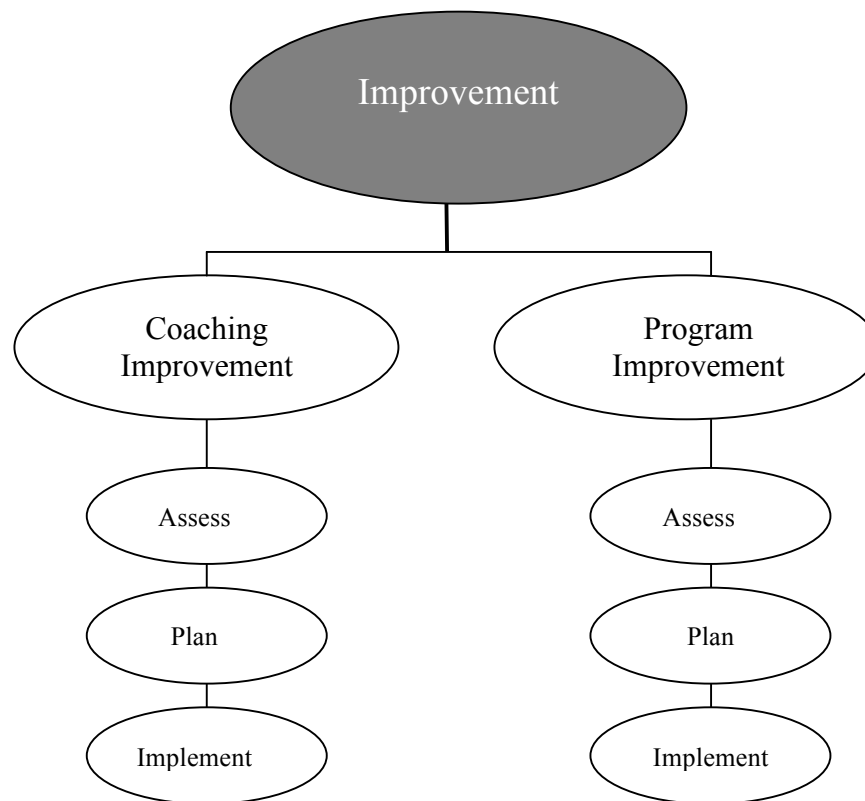 Improvement
Coaching
Improvement
Program
Improvement
Assess
Assess
Plan
Plan
Implement
Implement